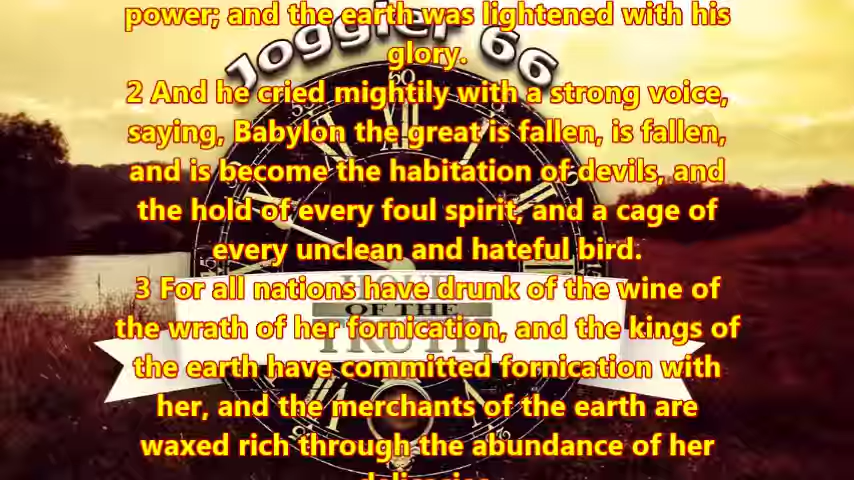 power; and the earth was lightened with his
Joggler 66
glory.
2 And he cried mightily with a strong voice,
saying, Babylon the great is fallen, is fallen,
and is become the habitation of devils, and
the hold of every foul spirit, and a cage of
every unclean and hateful bird.
3 For all nations have drunk of the wine of
OF THE
the wrath of her fornication, and the kings of
TRUTH
the earth have committed fornication with
her, and the merchants of the earth are
waxed rich through the abundance of her